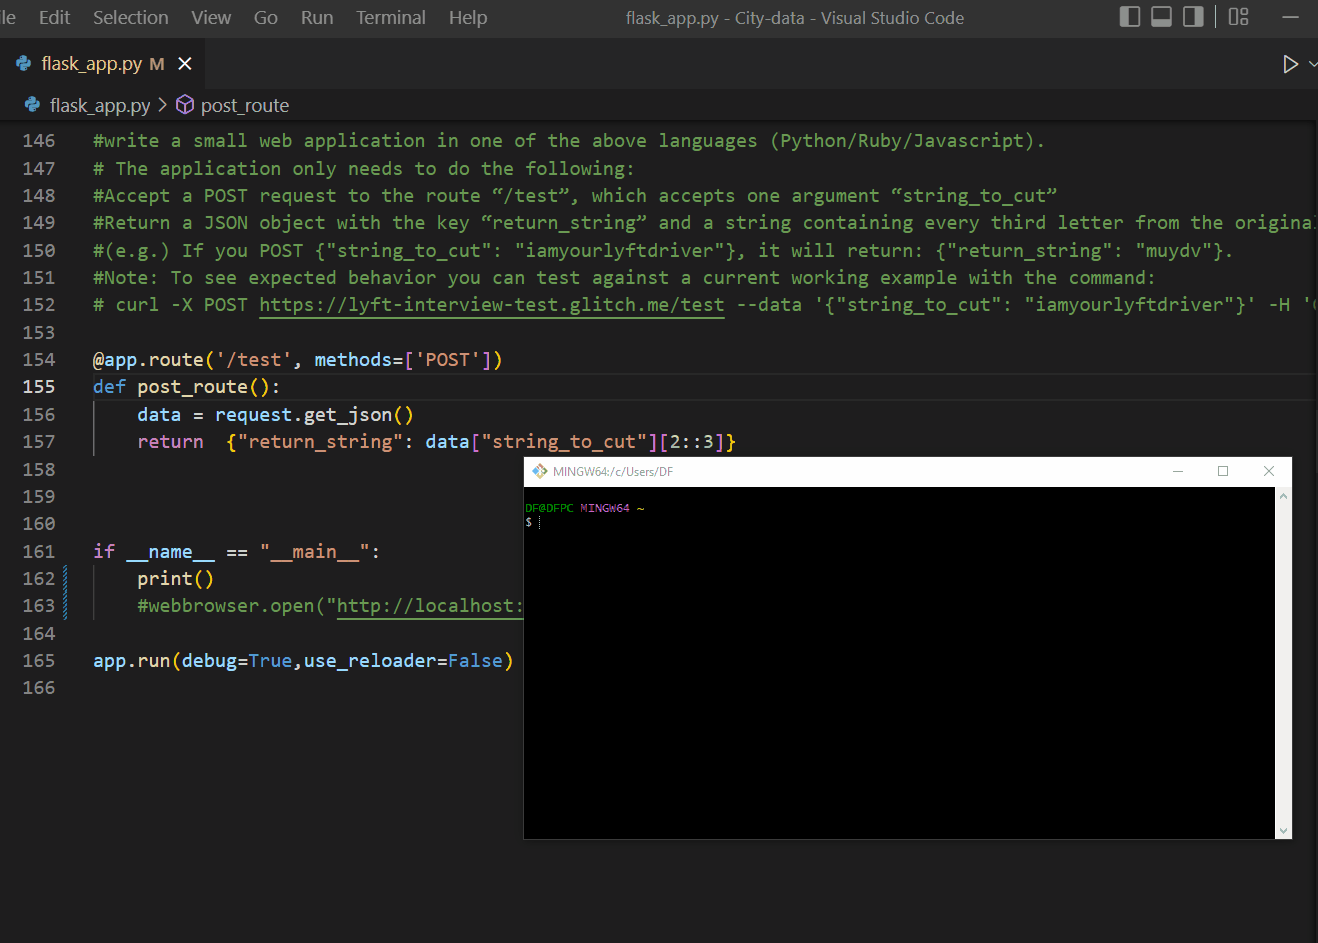 Edit Selection View Go Run Terminal Help flask_app.py - City-data - Visual Studio Code
flask_app.py M
flask_app.py > post_route
146 #write a small web application in one of the above languages (Python/Ruby/Javascript).
147 # The application only needs to do the following:
148 #Accept a POST request to the route “/test”, which accepts one argument “string_to_cut”
149 #Return a JSON object with the key “return_string” and a string containing every third letter from the origina
150 #(e.g.) If you POST {"string_to_cut": "iamyourlyftdriver"}, it will return: {"return_string": "muydv"}.
151 #Note: To see expected behavior you can test against a current working example with the command:
152 # curl -X POST https://lyft-interview-test.glitch.me/test --data '{"string_to_cut": "iamyourlyftdriver"}' -H '
153
154 @app.route('/test', methods=['POST'])
155 def post_route():
156 data = request.get_json()
157 return {"return_string": data["string_to_cut"][2::3]}
158
159
160
161 if __name__ == "__main__":
162 print()
163 #webbrowser.open("http://localhost:
164
165 app.run(debug=True,use_reloader=False)
166
MINGW64:/c/Users/DF
DF@DFPC MINGW64 ~
$